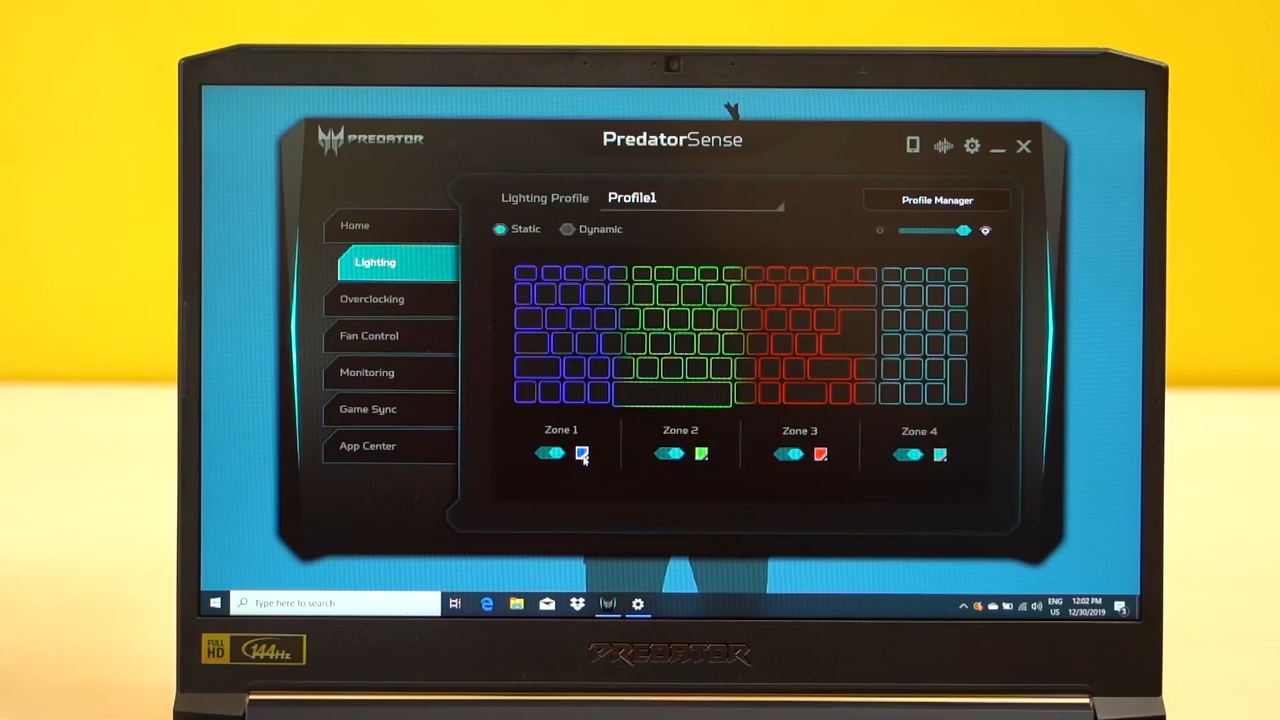 PREDATOR
PredatorSense
Lighting Profile Profile1
Profile Manager
Static Dynamic
Home
Lighting
Overclocking
Fan Control
Monitoring
Game Sync
App Center
Zone 1 Zone 2 Zone 3 Zone 4
Type here to search
ENG
US
12:02 PM
12/30/2019
3
FULL
HD
144Hz
PREDATOR